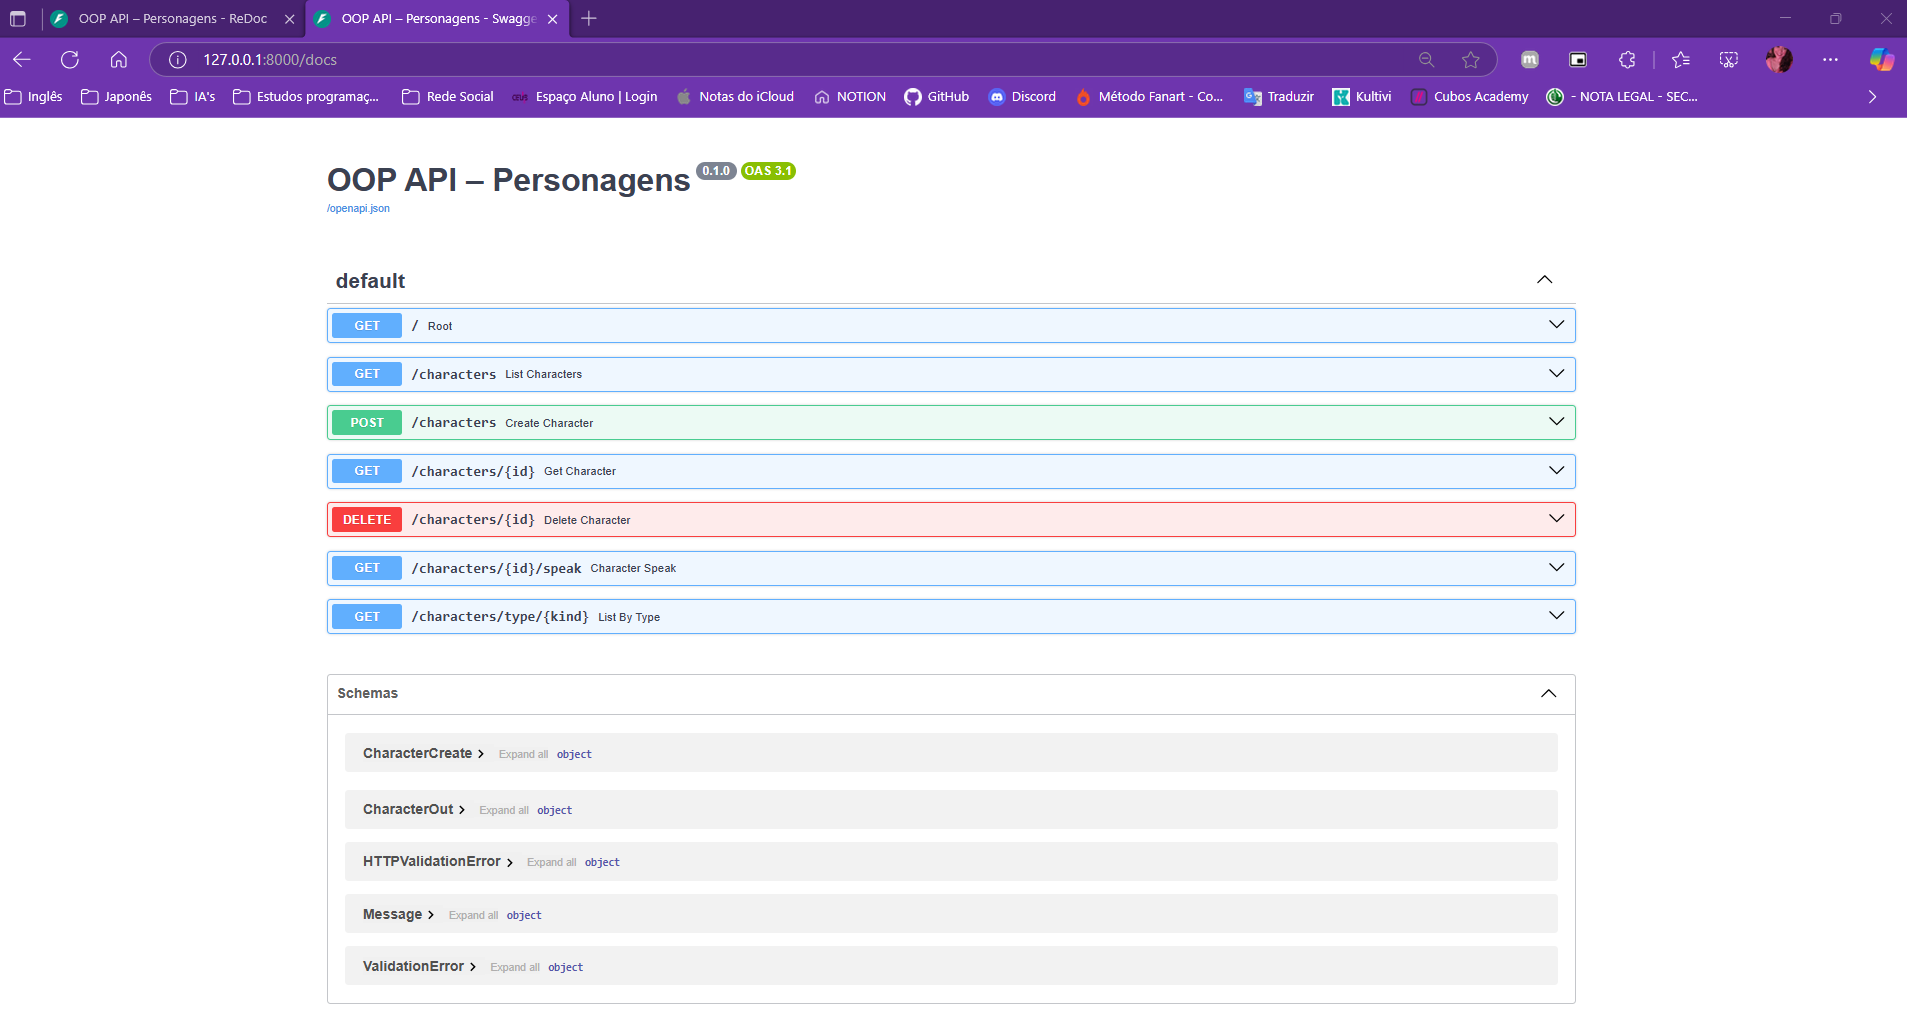 OOP API – Personagens - ReDoc
OOP API – Personagens - Swagge
127.0.0.1:8000/docs
Inglês
Japonês
IA's
Estudos programaç...
Rede Social
Espaço Aluno | Login
Notas do iCloud
NOTION
GitHub
Discord
Método Fanart - Co...
Traduzir
Kultivi
Cubos Academy
- NOTA LEGAL - SEC...
OOP API – Personagens 0.1.0 OAS 3.1
/openapi.json
default
GET / Root
GET /characters List Characters
POST /characters Create Character
GET /characters/{id} Get Character
DELETE /characters/{id} Delete Character
GET /characters/{id}/speak Character Speak
GET /characters/type/{kind} List By Type
Schemas
CharacterCreate Expand all object
CharacterOut Expand all object
HTTPValidationError Expand all object
Message Expand all object
ValidationError Expand all object